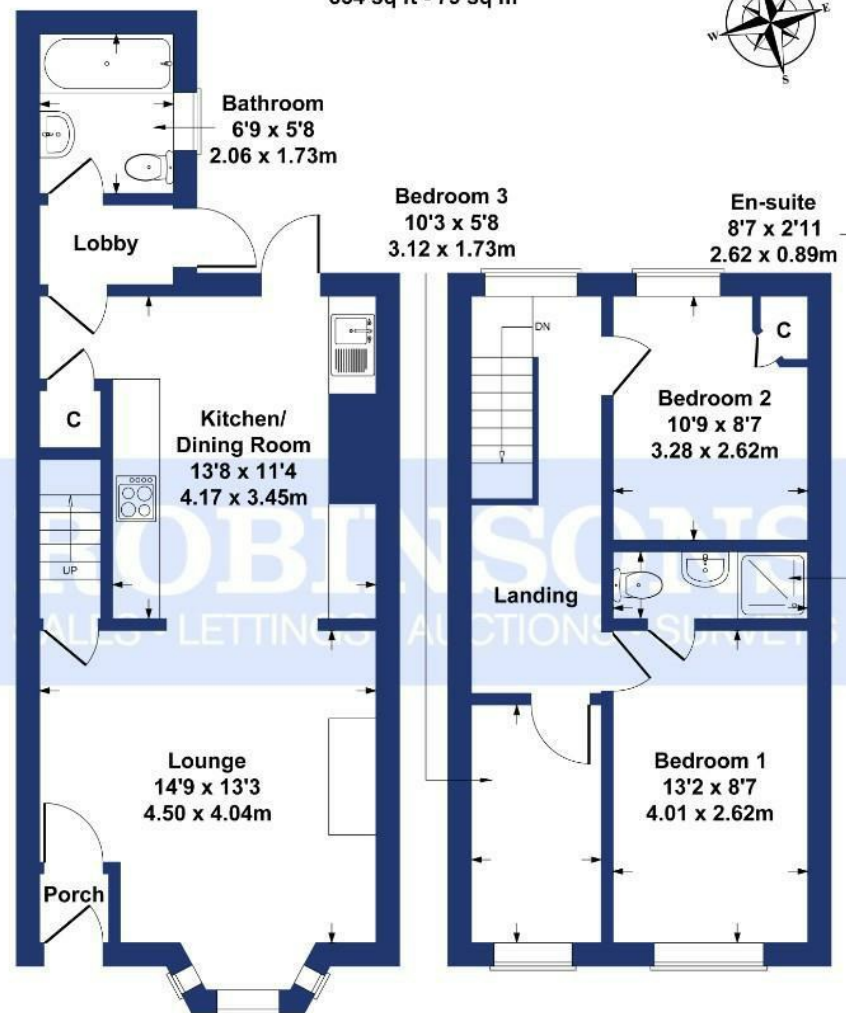 W
E
S
Bathroom
6'9 x 5'8
2.06 x 1.73m
Bedroom 3
10'3 x 5'8
3.12 x 1.73m
En-suite
8'7 x 2'11
2.62 x 0.89m
Lobby
DN
C
Bedroom 2
10'9 x 8'7
3.28 x 2.62m
C
Kitchen/
Dining Room
13'8 x 11'4
4.17 x 3.45m
ROBINSONS
UP
Landing
SALES - LETTINGS - AUCTIONS - SURVEYS
Lounge
14'9 x 13'3
4.50 x 4.04m
Bedroom 1
13'2 x 8'7
4.01 x 2.62m
Porch